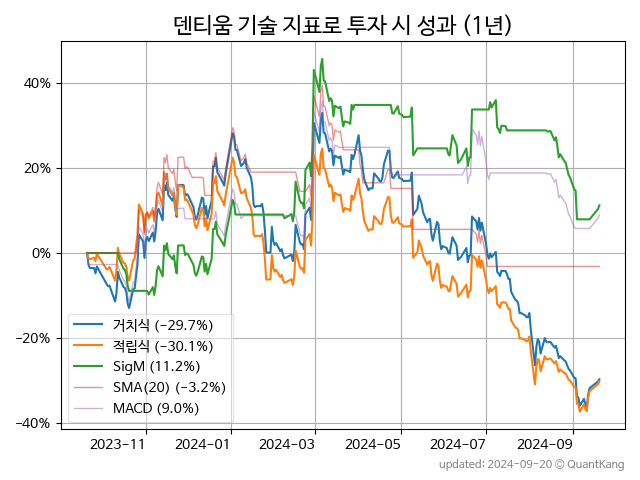 덴티움 기술 지표로 투자 시 성과 (1년)
40%
20%
0%
−20%
−40%
거치식 (−29.7%)
적립식 (−30.1%)
SigM (11.2%)
SMA(20) (−3.2%)
MACD (9.0%)
2023-11 2024-01 2024-03 2024-05 2024-07 2024-09
updated: 2024-09-20 © QuantKang